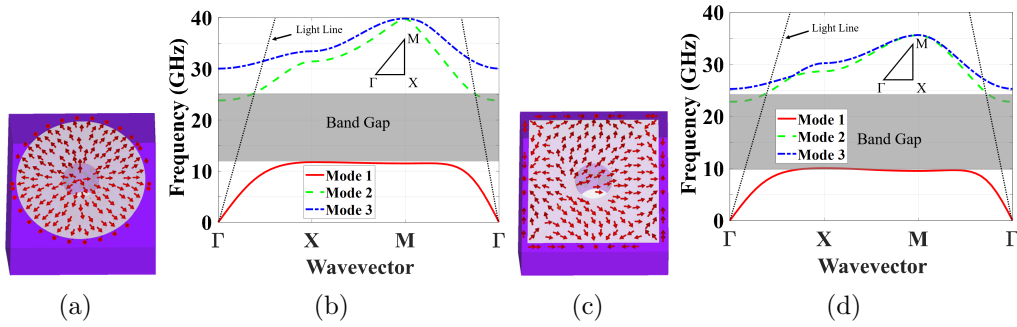 Frequency (GHz)
40
30
20
10
0
Light Line
M
Γ
X
Band Gap
Mode 1
Mode 2
Mode 3
Γ
X
M
Γ
Wavevector
Frequency (GHz)
40
30
20
10
0
Light Line
M
Γ
X
Mode 1
Mode 2
Mode 3
Band Gap
Γ
X
M
Γ
Wavevector
(a)
(b)
(c)
(d)